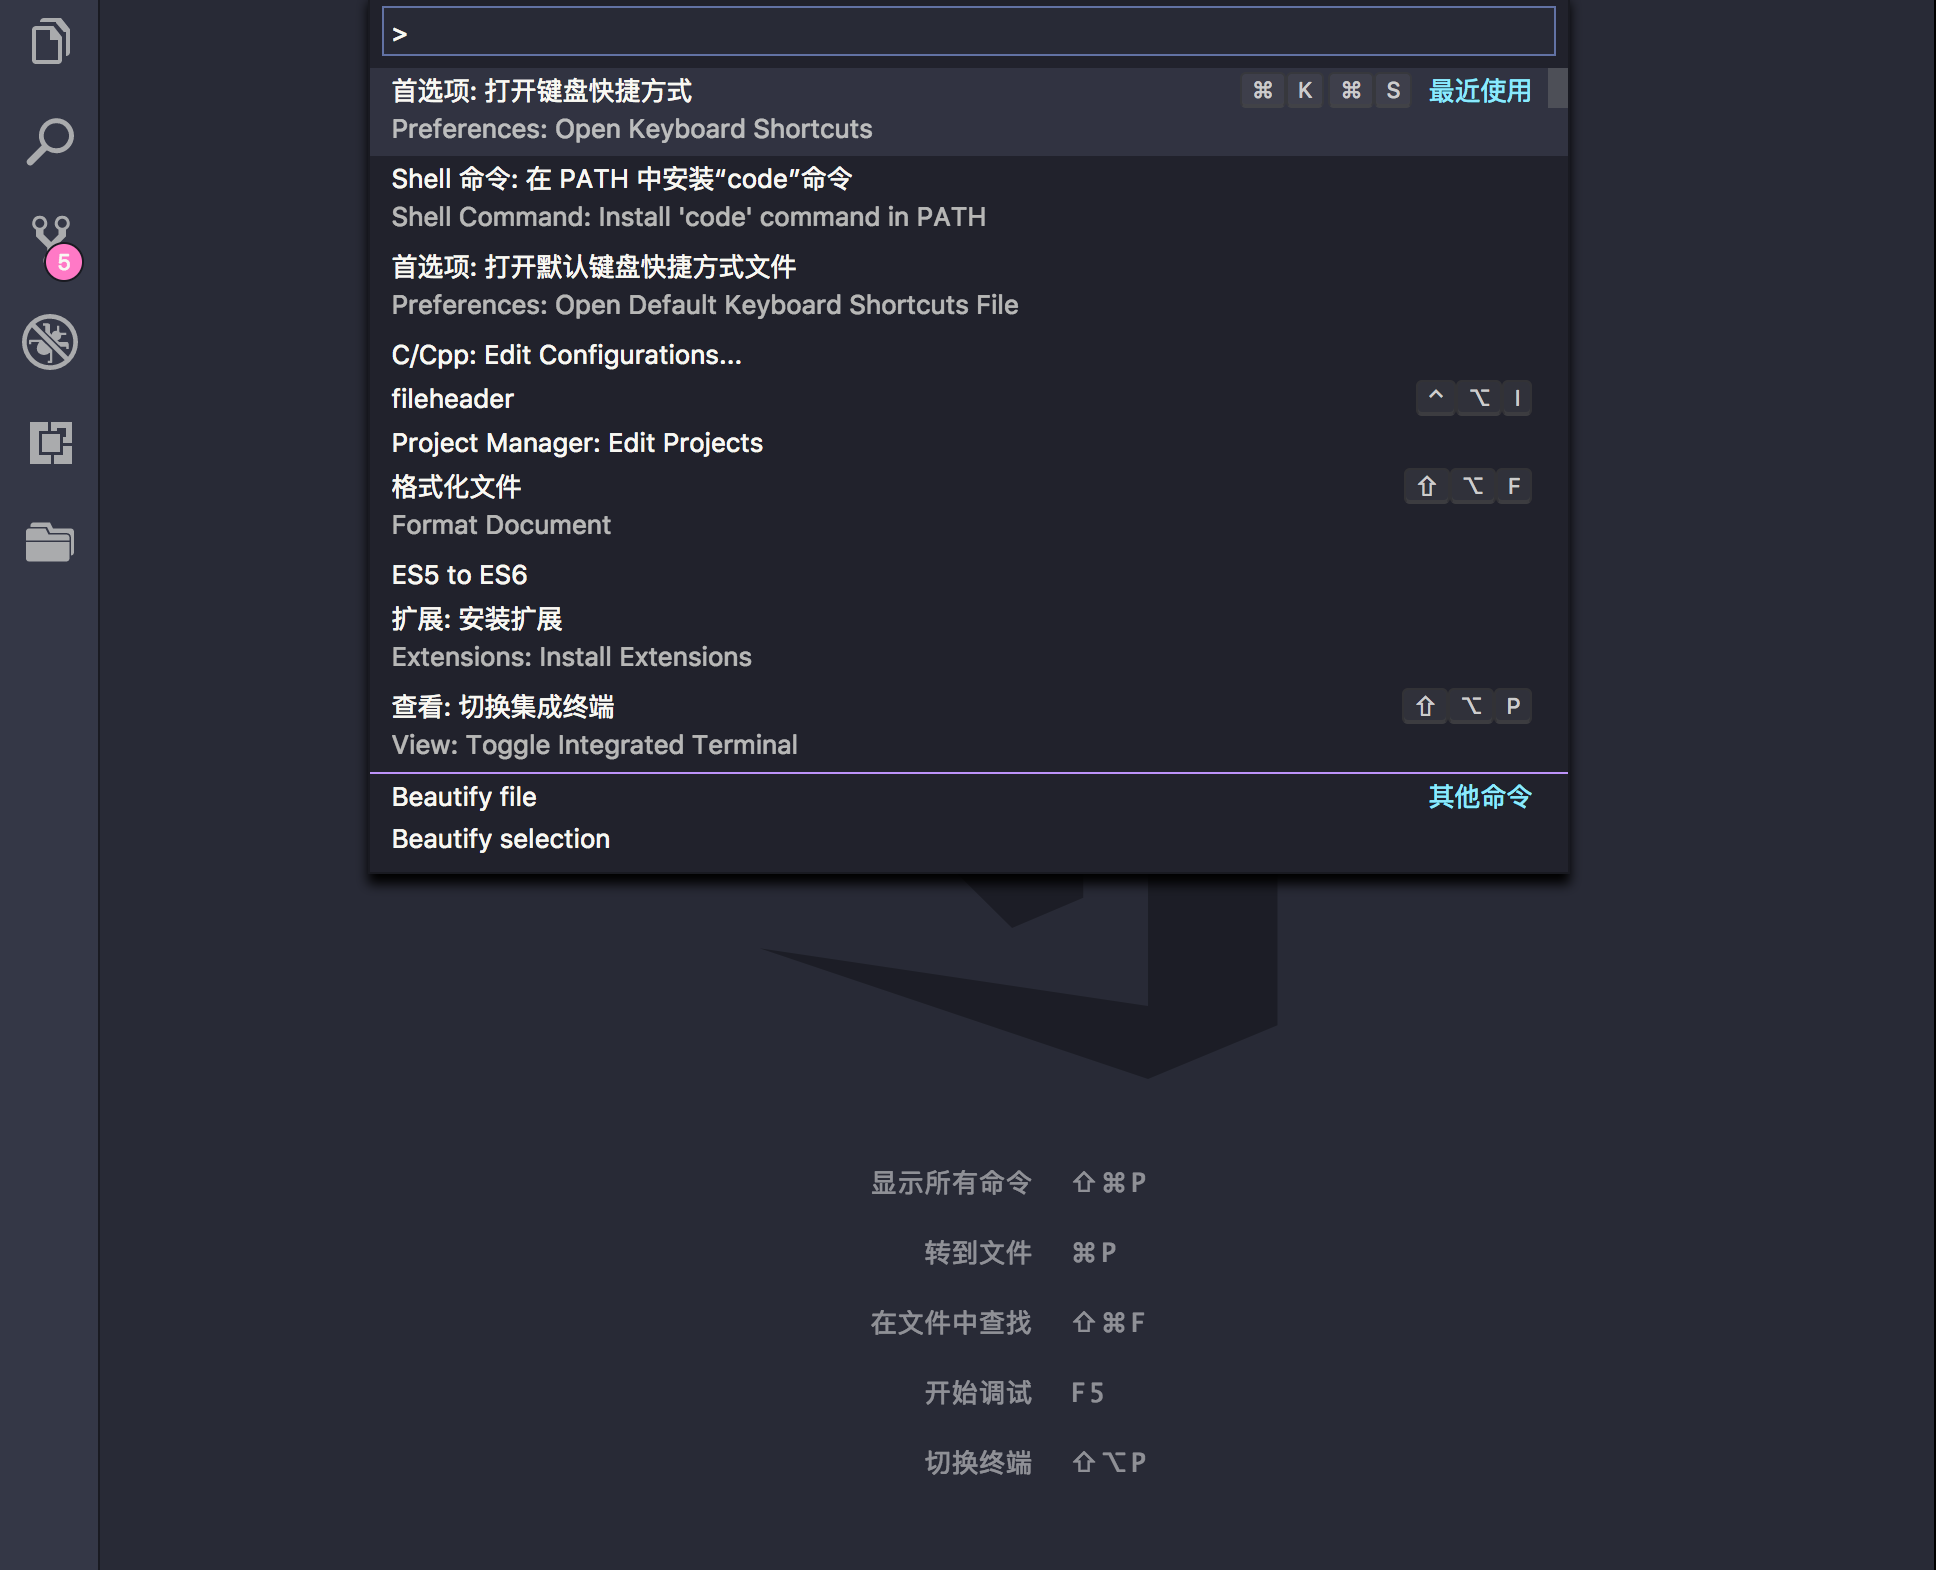 >
首选项: 打开键盘快捷方式 ⌘ K ⌘ S 最近使用
Preferences: Open Keyboard Shortcuts
Shell 命令: 在 PATH 中安装“code”命令
Shell Command: Install 'code' command in PATH
首选项: 打开默认键盘快捷方式文件
Preferences: Open Default Keyboard Shortcuts File
C/Cpp: Edit Configurations...
fileheader ^ ⌥ I
Project Manager: Edit Projects
格式化文件 ⇧ ⌥ F
Format Document
ES5 to ES6
扩展: 安装扩展
Extensions: Install Extensions
查看: 切换集成终端 ⇧ ⌥ P
View: Toggle Integrated Terminal
Beautify file 其他命令
Beautify selection
5
显示所有命令 ⇧⌘P
转到文件 ⌘P
在文件中查找 ⇧⌘F
开始调试 F5
切换终端 ⇧⌥P